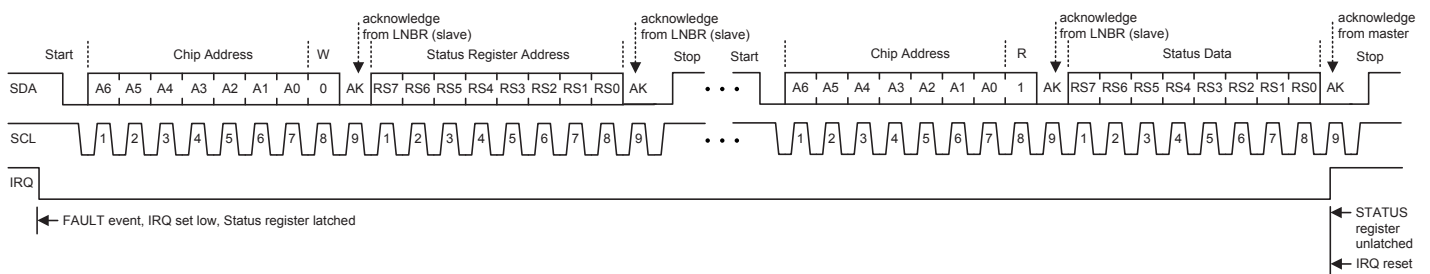 acknowledge acknowledge acknowledge acknowledge
from LNBR (slave) from LNBR (slave) from LNBR (slave) from master
Start Chip Address W Status Register Address Stop Start Chip Address R Status Data Stop
SDA A6 A5 A4 A3 A2 A1 A0 0 AK RS7 RS6 RS5 RS4 RS3 RS2 RS1 RS0 AK • • • A6 A5 A4 A3 A2 A1 A0 1 AK RS7 RS6 RS5 RS4 RS3 RS2 RS1 RS0 AK
SCL 1 2 3 4 5 6 7 8 9 1 2 3 4 5 6 7 8 9 • • • 1 2 3 4 5 6 7 8 9 1 2 3 4 5 6 7 8 9
IRQ
FAULT event, IRQ set low, Status register latched STATUS
register
unlatched
IRQ reset